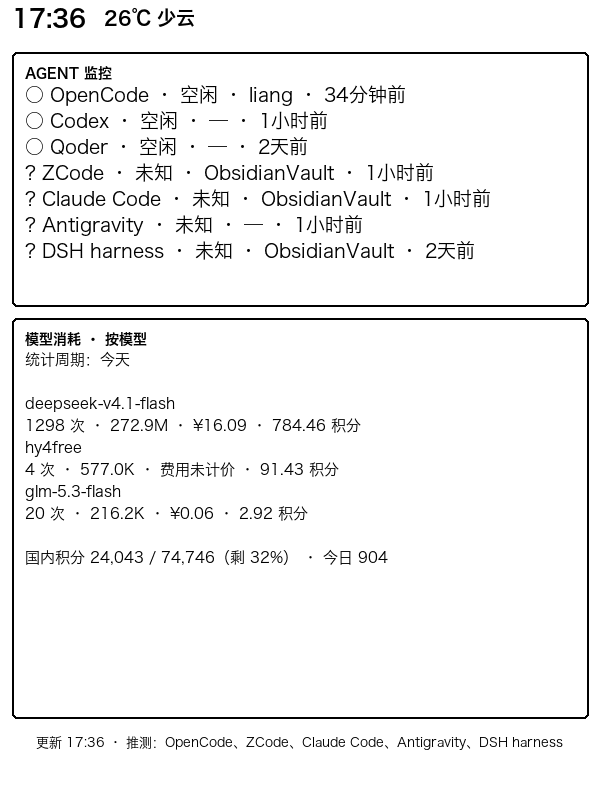 17:36 26℃ 少云
AGENT 监控
○ OpenCode · 空闲 · liang · 34分钟前
○ Codex · 空闲 · — · 1小时前
○ Qoder · 空闲 · — · 2天前
? ZCode · 未知 · ObsidianVault · 1小时前
? Claude Code · 未知 · ObsidianVault · 1小时前
? Antigravity · 未知 · — · 1小时前
? DSH harness · 未知 · ObsidianVault · 2天前
模型消耗 · 按模型
统计周期：今天
deepseek-v4.1-flash
1298 次 · 272.9M · ¥16.09 · 784.46 积分
hy4free
4 次 · 577.0K · 费用未计价 · 91.43 积分
glm-5.3-flash
20 次 · 216.2K · ¥0.06 · 2.92 积分
国内积分 24,043 / 74,746（剩 32%） · 今日 904
更新 17:36 · 推测：OpenCode、ZCode、Claude Code、Antigravity、DSH harness